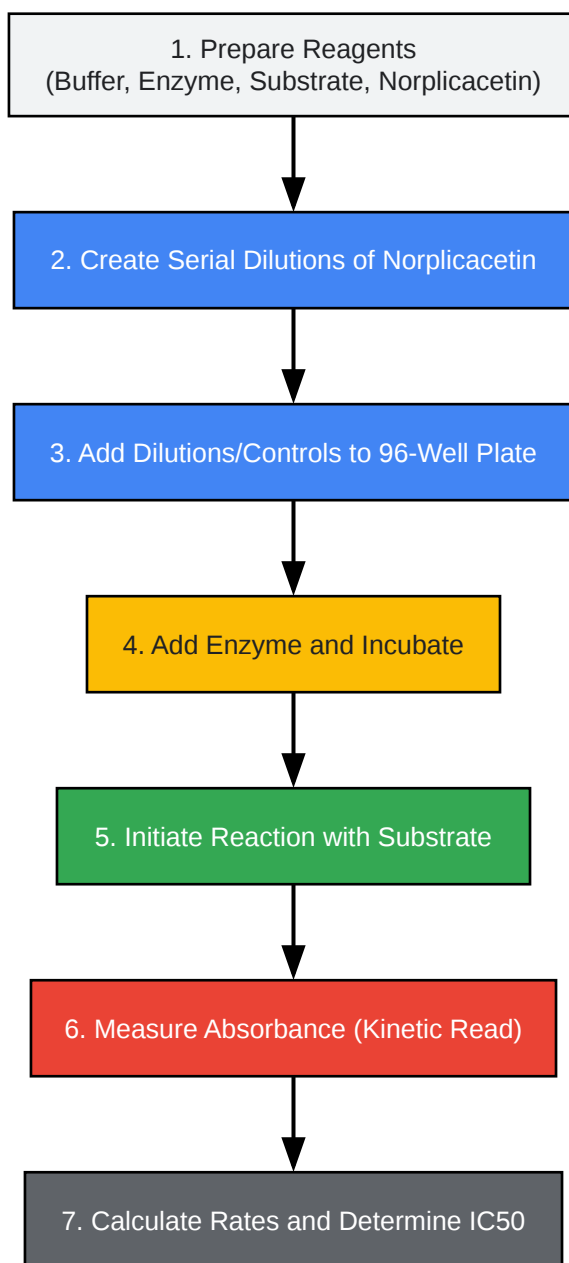 1. Prepare Reagents
(Buffer, Enzyme, Substrate, Norplicacetin)
2. Create Serial Dilutions of Norplicacetin
3. Add Dilutions/Controls to 96-Well Plate
4. Add Enzyme and Incubate
5. Initiate Reaction with Substrate
6. Measure Absorbance (Kinetic Read)
7. Calculate Rates and Determine IC50